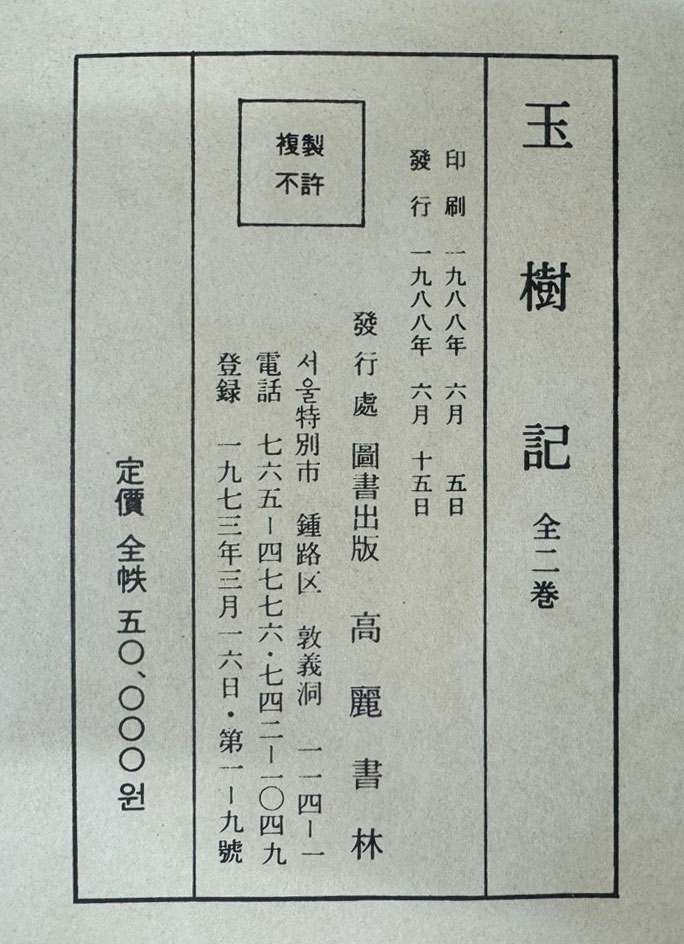 玉樹記 全二巻
印刷 一九八八年 六月 五日
發行 一九八八年 六月 十五日
複製
不許
發行處 圖書出版 高麗書林
서울特別市 鍾路区 敦義洞 一一四-一
電話 七六五-四七七六·七四二-一〇四九
登録 一九七三年三月一六日·第一-九號
定價 全帙 五〇,〇〇〇원